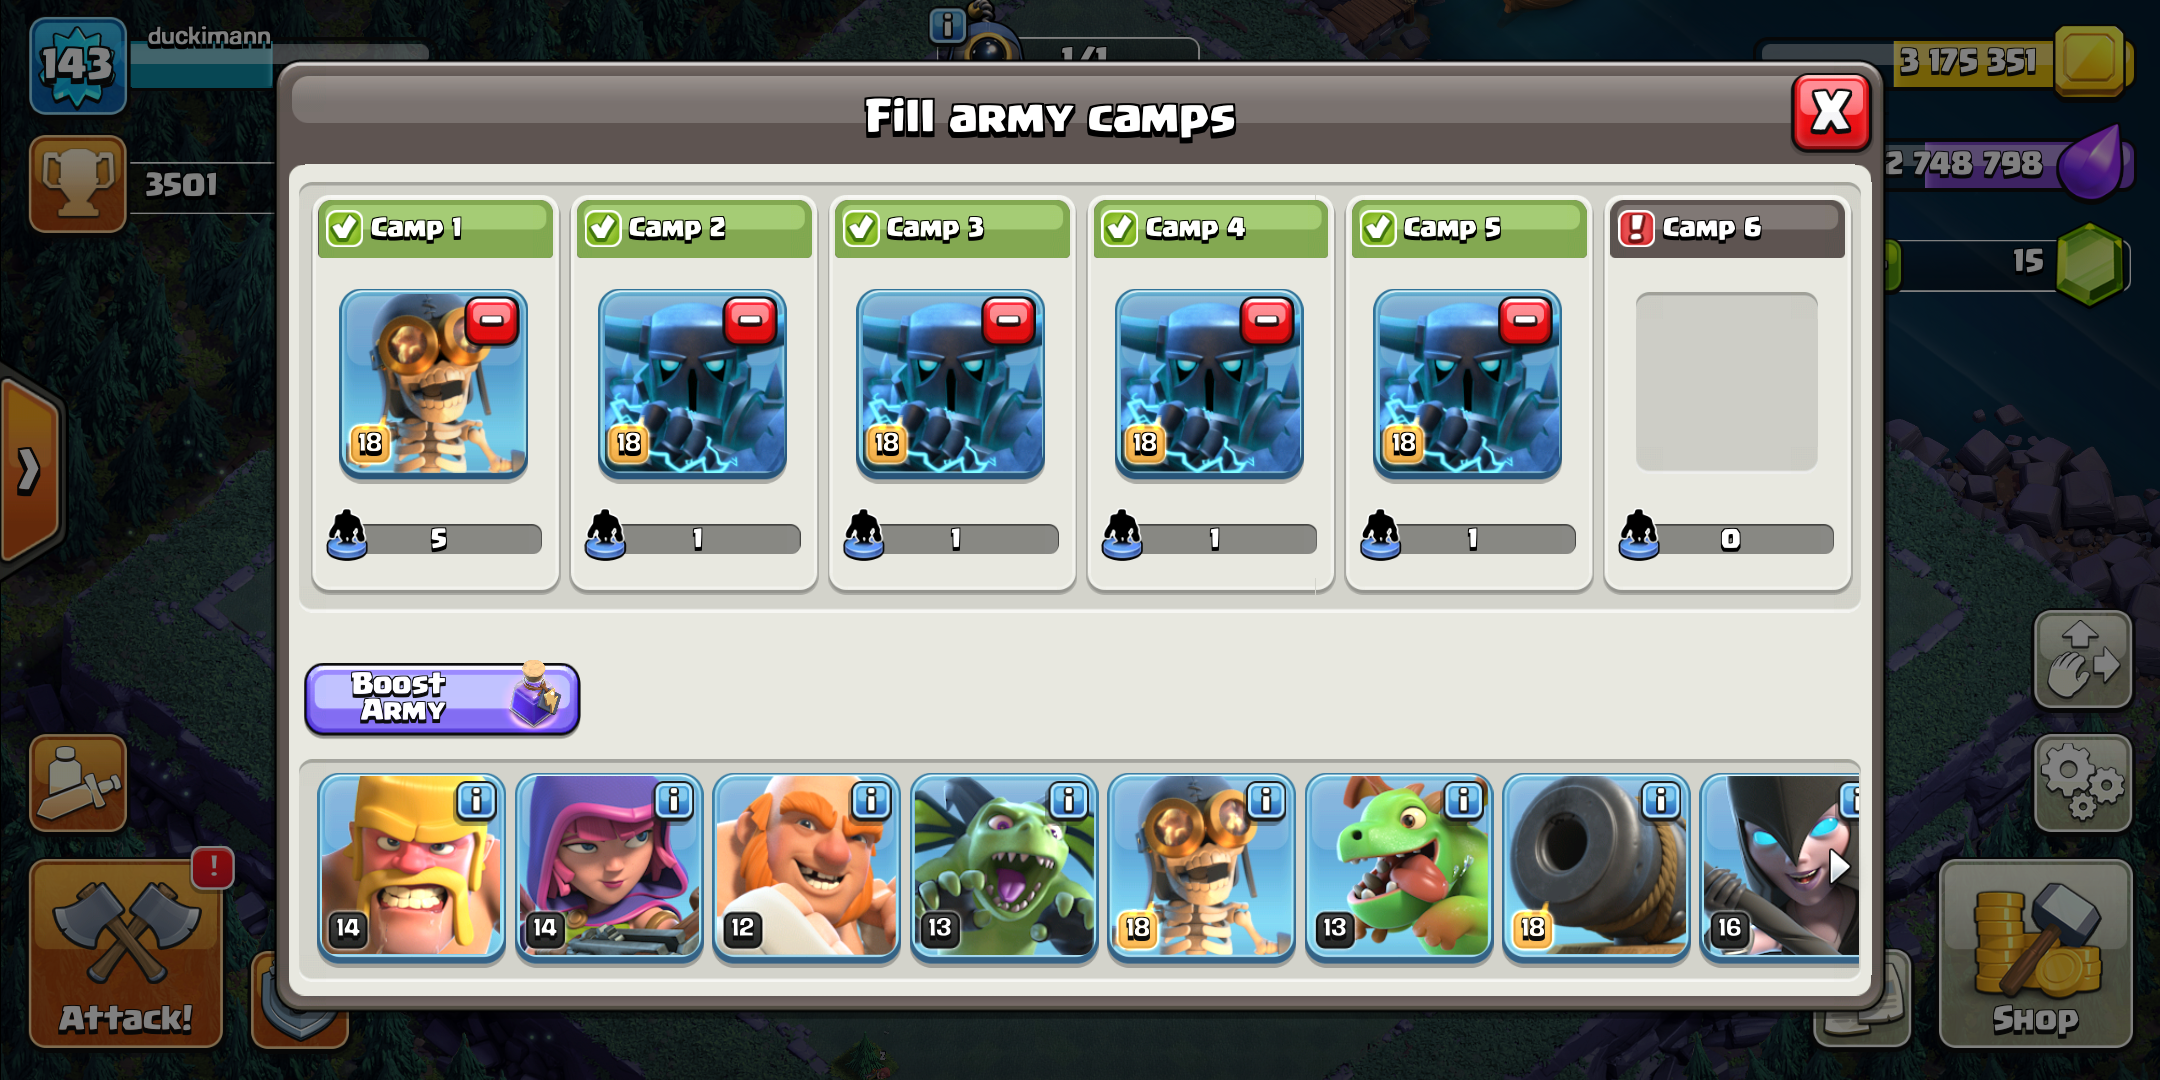 143
duckimann
1/1
3 175 351
Fill army camps
X
3501
2 748 798
Camp 1
Camp 2
Camp 3
Camp 4
Camp 5
! Camp 6
15
18
18
18
18
18
5
1
1
1
1
0
Boost
Army
i
i
i
i
i
i
i
i
14
14
12
13
18
13
18
16
!
Attack!
Shop